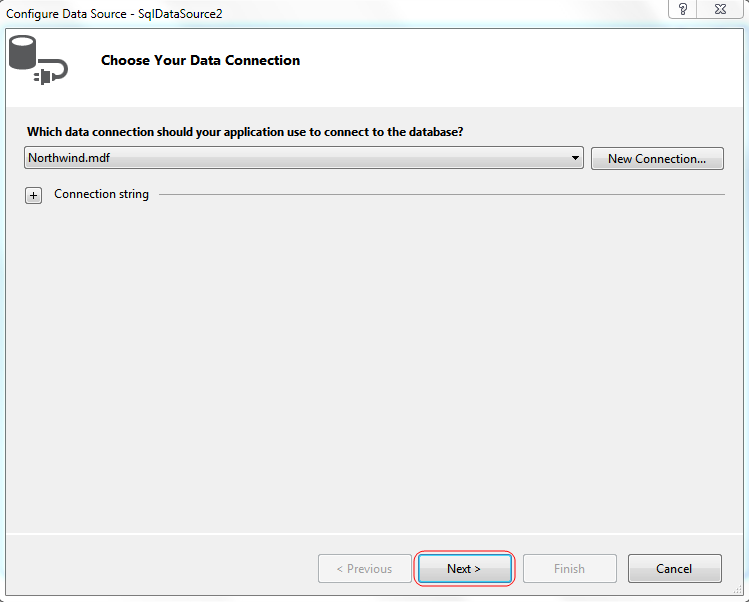 Configure Data Source - SqlDataSource2
Choose Your Data Connection
Which data connection should your application use to connect to the database?
Northwind.mdf
New Connection...
+ Connection string
< Previous
Next >
Finish
Cancel